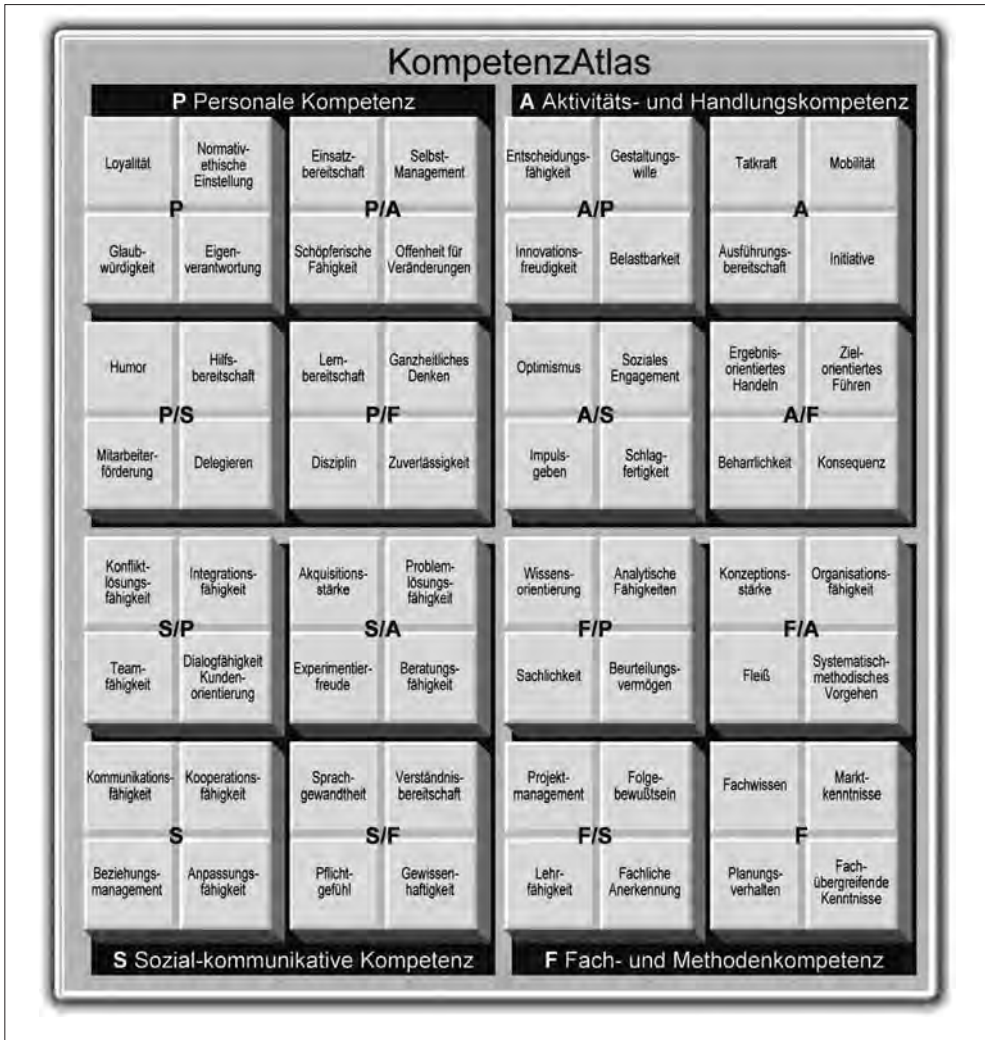 KompetenzAtlas
P Personale Kompetenz
Loyalität
Normativ-
ethische
Einstellung
P
Glaub-
würdigkeit
Eigen-
verantwortung
Einsatz-
bereitschaft
Selbst-
Management
P/A
Schöpferische
Fähigkeit
Offenheit für
Veränderungen
Humor
Hilfs-
bereitschaft
P/S
Mitarbeiter-
förderung
Delegieren
Lern-
bereitschaft
Ganzheitliches
Denken
P/F
Disziplin
Zuverlässigkeit
A Aktivitäts- und Handlungskompetenz
Entscheidungs-
fähigkeit
Gestaltungs-
wille
A/P
Innovations-
freudigkeit
Belastbarkeit
Tatkraft
Mobilität
A
Ausführungs-
bereitschaft
Initiative
Optimismus
Soziales
Engagement
A/S
Impuls-
geben
Schlag-
fertigkeit
Ergebnis-
orientiertes
Handeln
Ziel-
orientiertes
Führen
A/F
Beharrlichkeit
Konsequenz
Konflikt-
lösungs-
fähigkeit
Integrations-
fähigkeit
S/P
Team-
fähigkeit
Dialogfähigkeit
Kunden-
orientierung
Akquisitions-
stärke
Problem-
lösungs-
fähigkeit
S/A
Experimentier-
freude
Beratungs-
fähigkeit
Kommunikations-
fähigkeit
Kooperations-
fähigkeit
S
Beziehungs-
management
Anpassungs-
fähigkeit
Sprach-
gewandtheit
Verständnis-
bereitschaft
S/F
Pflicht-
gefühl
Gewissen-
haftigkeit
S Sozial-kommunikative Kompetenz
Wissens-
orientierung
Analytische
Fähigkeiten
F/P
Sachlichkeit
Beurteilungs-
vermögen
Konzeptions-
stärke
Organisations-
fähigkeit
F/A
Fleiß
Systematisch-
methodisches
Vorgehen
Projekt-
management
Folge-
bewußtsein
F/S
Lehr-
fähigkeit
Fachliche
Anerkennung
Fachwissen
Markt-
kenntnisse
F
Planungs-
verhalten
Fach-
übergreifende
Kenntnisse
F Fach- und Methodenkompetenz